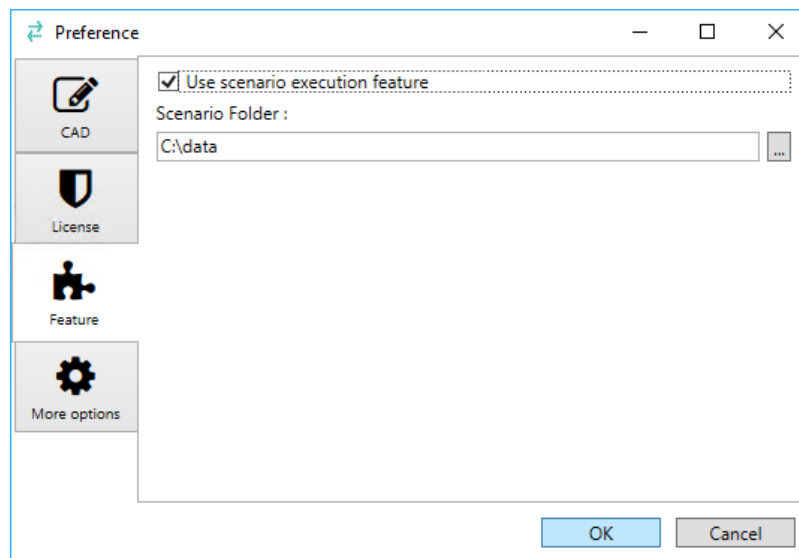 Preference
CAD
License
Feature
More options
Use scenario execution feature
Scenario Folder :
C:\data
...
OK
Cancel